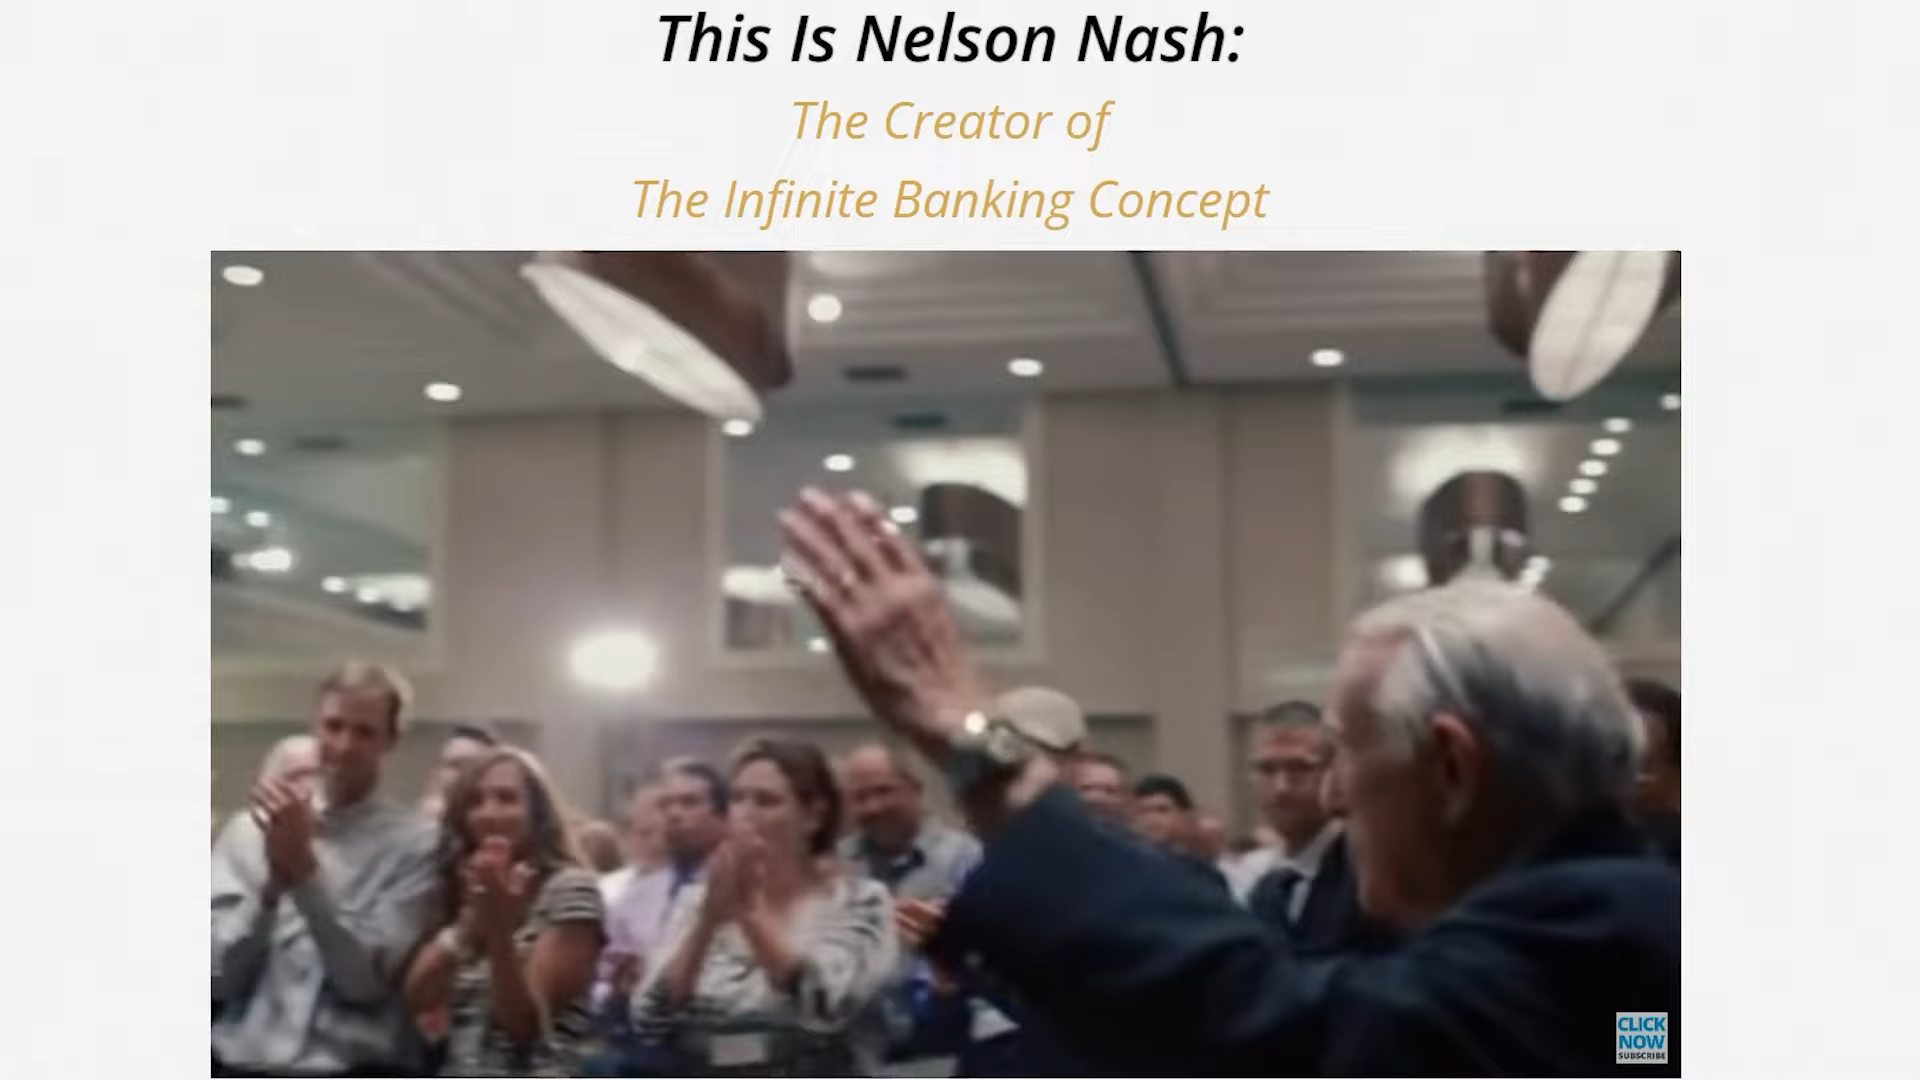 This Is Nelson Nash:
The Creator of
The Infinite Banking Concept
CLICK
NOW
SUBSCRIBE